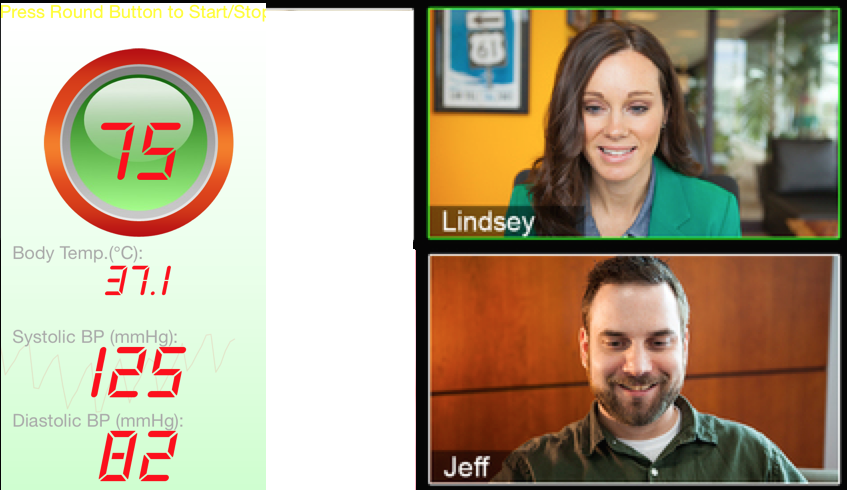 Press Round Button to Start/Stop
75
Body Temp.(°C):
37.1
Systolic BP (mmHg):
125
Diastolic BP (mmHg):
82
61
Lindsey
Jeff